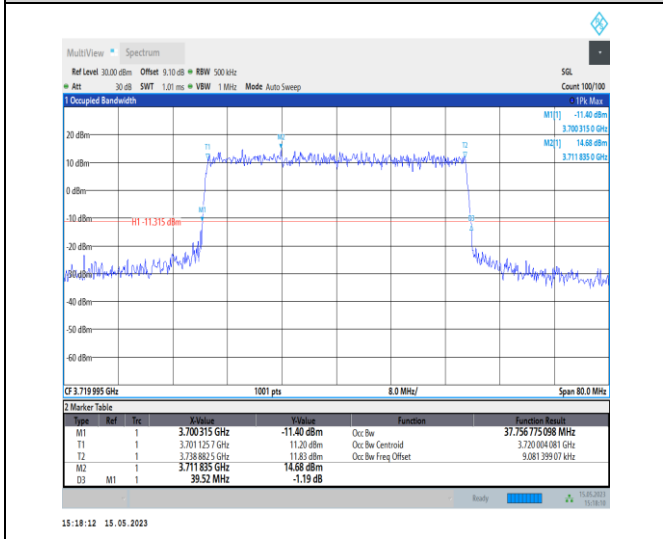 MultiView Spectrum
Ref Level 30.00 dBm Offset 9.10 dB RBW 500 kHz SGL
Att 30 dB SWT 1.01 ms VBW 1 MHz Mode Auto Sweep Count 100/100
1 Occupied Bandwidth 1Pk Max
M1[1] -11.40 dBm
3.700 315 0 GHz
M2[1] 14.68 dBm
3.711 835 0 GHz
20 dBm
M2
T1
T2
10 dBm
0 dBm
M1
-10 dBm
H1 -11.315 dBm
D3
-20 dBm
-30 dBm
-40 dBm
-50 dBm
-60 dBm
CF 3.719 995 GHz 1001 pts 8.0 MHz/ Span 80.0 MHz
2 Marker Table
Type Ref Trc X-Value Y-Value Function Function Result
M1 1 3.700 315 GHz -11.40 dBm Occ Bw 37.756 775 098 MHz
T1 1 3.701 125 7 GHz 11.20 dBm Occ Bw Centroid 3.720 004 081 GHz
T2 1 3.738 882 5 GHz 11.83 dBm Occ Bw Freq Offset 9.081 399 07 kHz
M2 1 3.711 835 GHz 14.68 dBm
D3 M1 1 39.52 MHz -1.19 dB
Ready 15.05.2023
15:18:10
15:18:12 15.05.2023